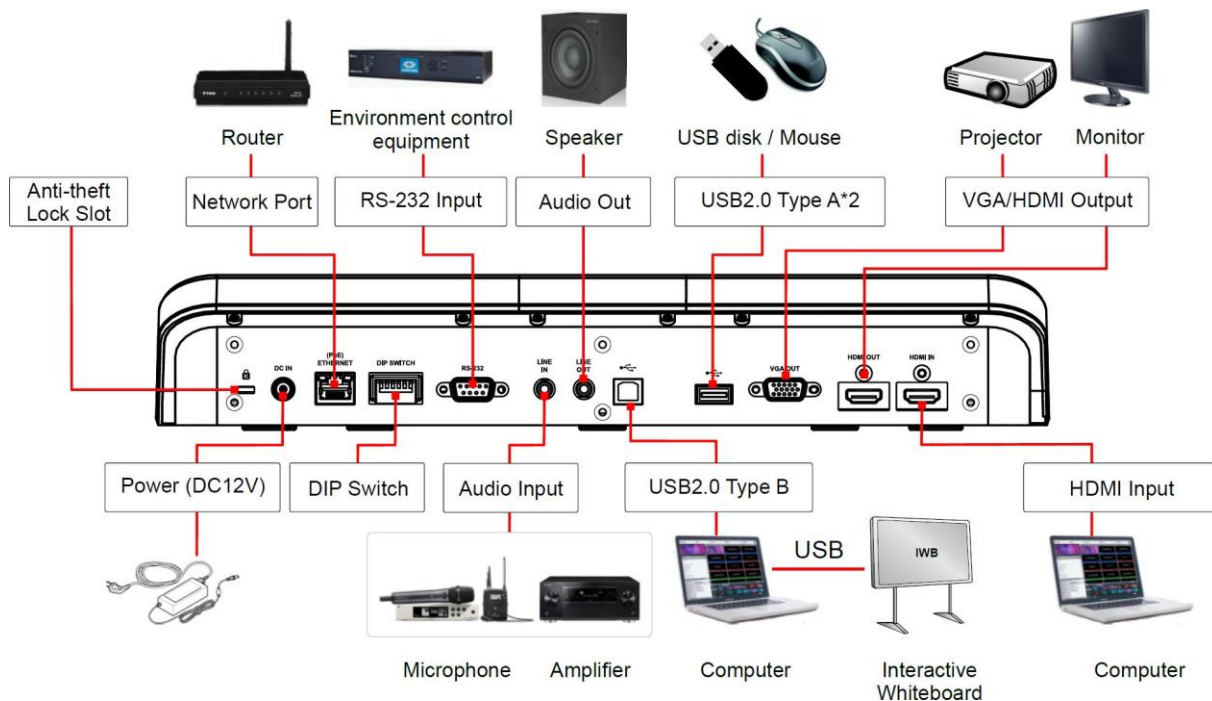 Router
Environment control
equipment
Speaker
USB disk / Mouse
Projector
Monitor
Anti-theft
Lock Slot
Network Port
RS-232 Input
Audio Out
USB2.0 Type A*2
VGA/HDMI Output
DC IN
(PoE)
ETHERNET
DIP SWITCH
RS-232
LINE
IN
LINE
OUT
VGA OUT
HDMI OUT
HDMI IN
Power (DC12V)
DIP Switch
Audio Input
USB2.0 Type B
HDMI Input
USB
IWB
Microphone
Amplifier
Computer
Interactive
Whiteboard
Computer